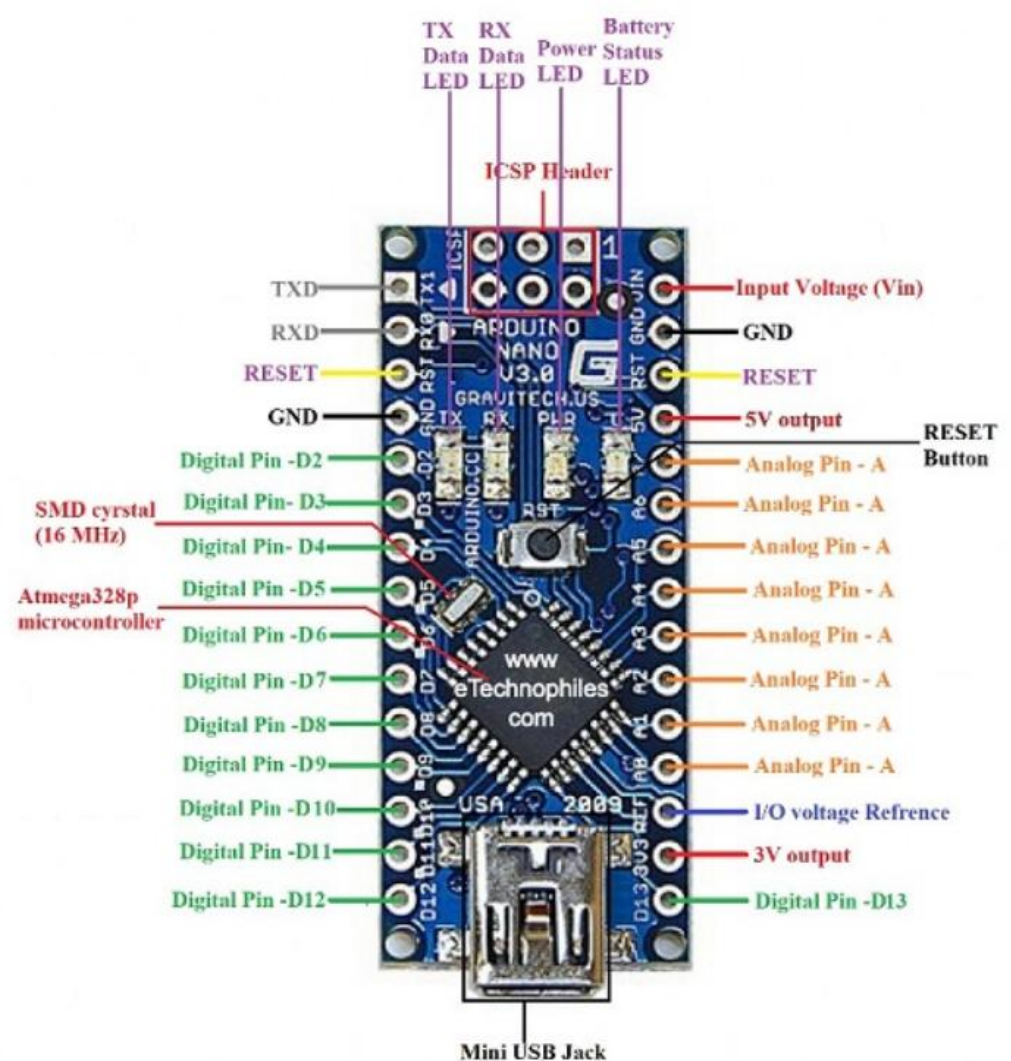 TX
Data
LED
RX
Data
LED
Power
LED
Battery
Status
LED
ICSP Header
ICSP
1
TXD
TX1
VIN
Input Voltage (Vin)
RXD
RX0
ARDUINO
NANO
V3.0
GRAVITECH.US
GND
GND
RESET
RST
RST
RESET
GND
GND
5V
5V output
TX
RX
PWR
RESET
Button
Digital Pin -D2
D2
Analog Pin - A
Digital Pin- D3
D3
ARDUINO.CC
RST
A6
Analog Pin - A
SMD cyrstal
(16 MHz)
Digital Pin- D4
D4
A5
Analog Pin - A
Digital Pin -D5
D5
A4
Analog Pin - A
Atmega328p
microcontroller
Digital Pin -D6
D6
A3
Analog Pin - A
www
eTechnophiles
com
Digital Pin -D7
D7
A2
Analog Pin - A
Digital Pin -D8
D8
A1
Analog Pin - A
Digital Pin -D9
D9
A0
Analog Pin - A
USA 2009
Digital Pin -D10
D10
REF
I/O voltage Refrence
Digital Pin -D11
D11
3V3
3V output
Digital Pin -D12
D12
D13
Digital Pin -D13
Mini USB Jack